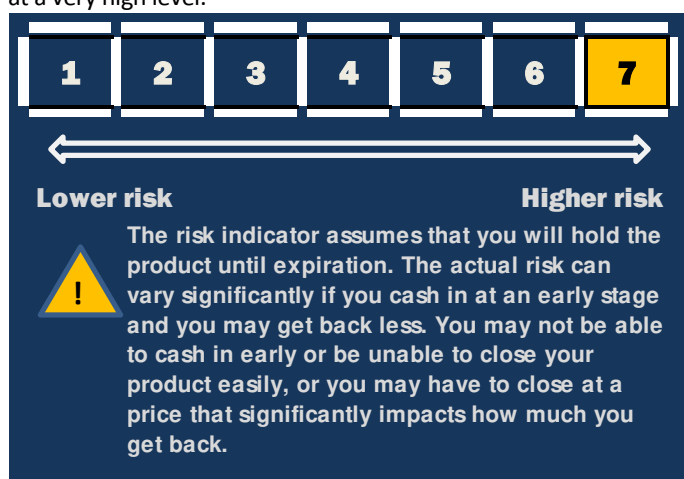 at a very high level.
1 2 3 4 5 6 7
Lower risk Higher risk
The risk indicator assumes that you will hold the
product until expiration. The actual risk can
! vary significantly if you cash in at an early stage
and you may get back less. You may not be able
to cash in early or be unable to close your
product easily, or you may have to close at a
price that significantly impacts how much you
get back.